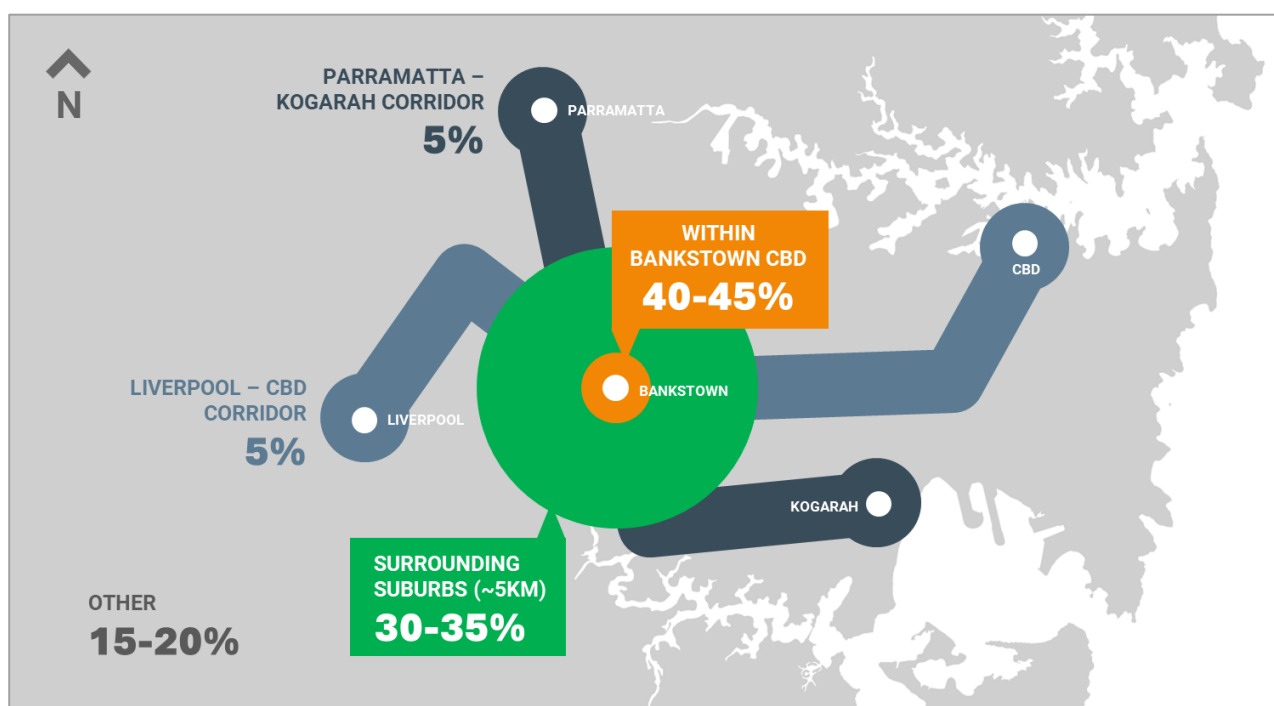 N
PARRAMATTA –
KOGARAH CORRIDOR
5%
PARRAMATTA
WITHIN
BANKSTOWN CBD
40-45%
CBD
LIVERPOOL – CBD
CORRIDOR
5%
LIVERPOOL
BANKSTOWN
KOGARAH
SURROUNDING
SUBURBS (~5KM)
30-35%
OTHER
15-20%